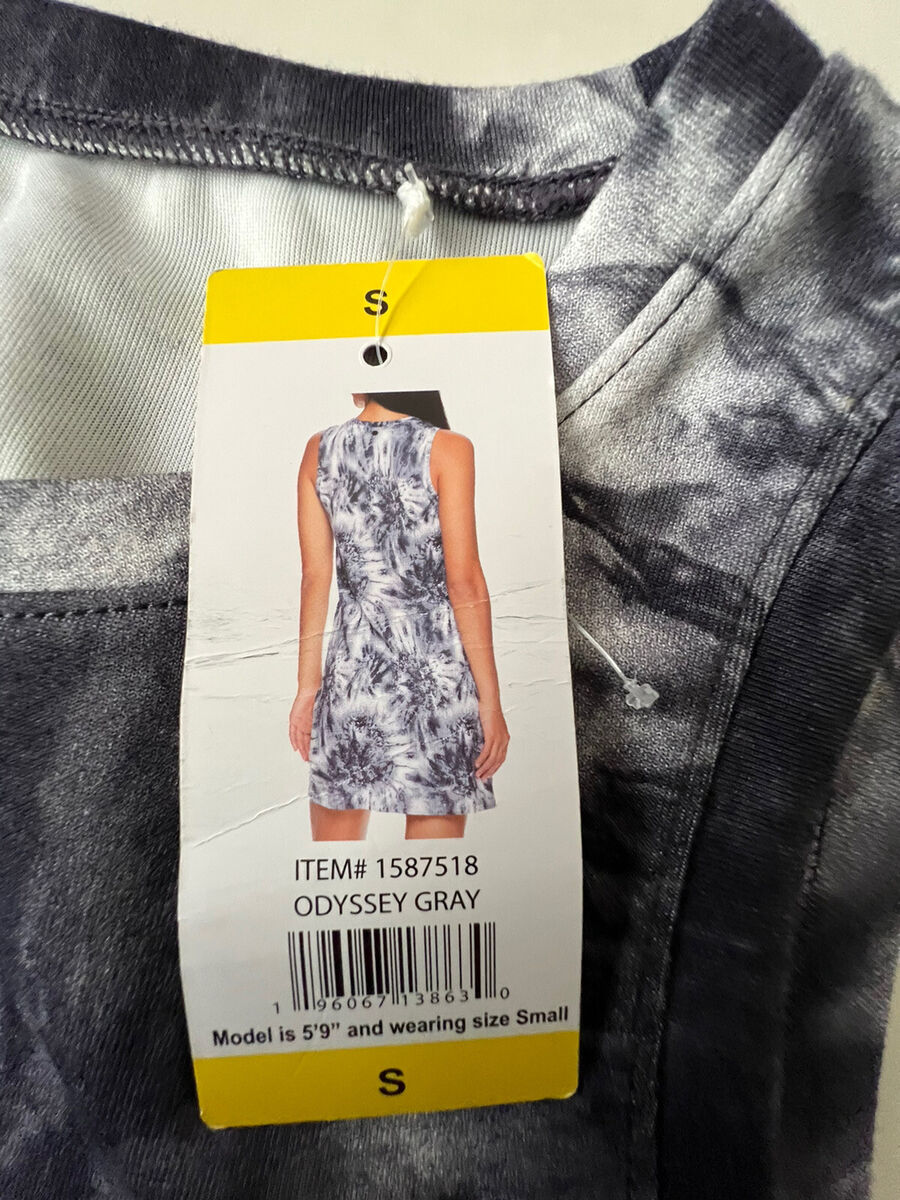 S
ITEM# 1587518
ODYSSEY GRAY
1 96067 13863 0
Model is 5'9" and wearing size Small
S